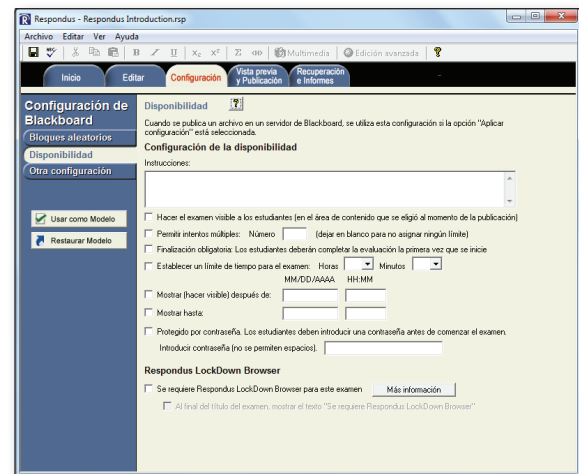 Respondus - Respondus Introduction.rsp
Archivo Editar Ver Ayuda
B I U X₂ X² Σ Multimedia Edición avanzada ?
Inicio Editar Configuración Vista previa y Publicación Recuperación e Informes
Configuración de Blackboard
Bloques aleatorios
Disponibilidad
Otra configuración
Usar como Modelo
Restaurar Modelo
Disponibilidad ?
Cuando se publica un archivo en un servidor de Blackboard, se utiliza esta configuración si la opción "Aplicar
configuración" está seleccionada.
Configuración de la disponibilidad
Instrucciones:
Hacer el examen visible a los estudiantes (en el área de contenido que se eligió al momento de la publicación)
Permitir intentos múltiples: Número (dejar en blanco para no asignar ningún límite)
Finalización obligatoria: Los estudiantes deberán completar la evaluación la primera vez que se inicie
Establecer un límite de tiempo para el examen: Horas Minutos
MM/DD/AAAA HH:MM
Mostrar (hacer visible) después de:
Mostrar hasta:
Protegido por contraseña. Los estudiantes deben introducir una contraseña antes de comenzar el examen.
Introducir contraseña (no se permiten espacios).
Respondus LockDown Browser
Se requiere Respondus LockDown Browser para este examen Más información
Al final del título del examen, mostrar el texto "Se requiere Respondus LockDown Browser"